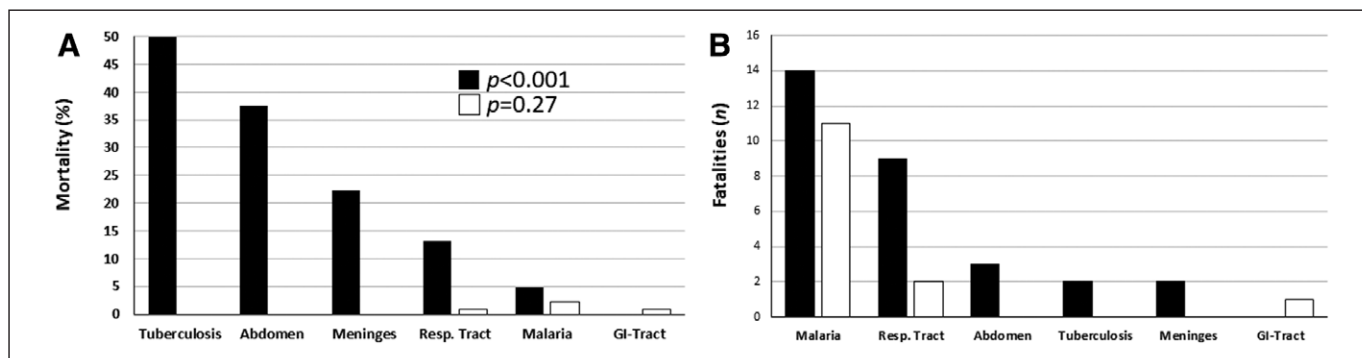 A
Mortality (%)
50
45
40
35
30
25
20
15
10
5
0
p<0.001
p=0.27
Tuberculosis Abdomen Meninges Resp. Tract Malaria GI-Tract
B
Fatalities (n)
16
14
12
10
8
6
4
2
0
Malaria Resp. Tract Abdomen Tuberculosis Meninges GI-Tract